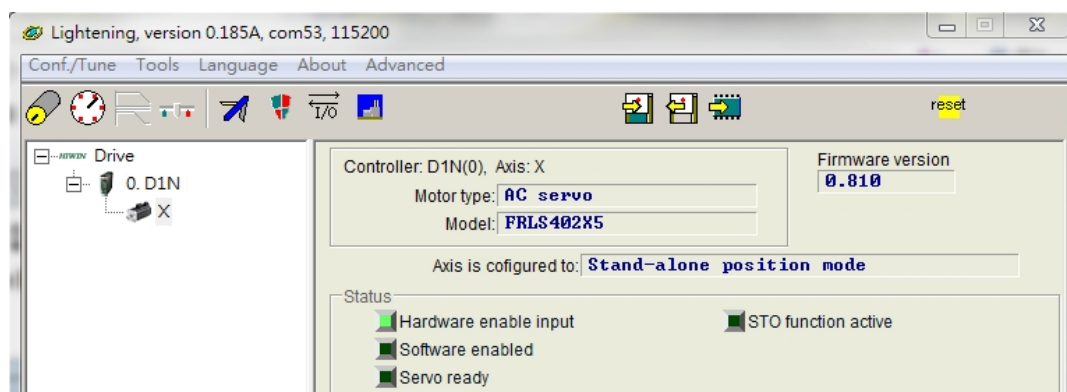 Lightening, version 0.185A, com53, 115200
Conf./Tune Tools Language About Advanced
I/O
reset
HIWIN Drive
0. D1N
X
Controller: D1N(0), Axis: X
Motor type: AC servo
Model: FRLS402X5
Firmware version
0.810
Axis is cofigured to: Stand-alone position mode
Status
Hardware enable input
STO function active
Software enabled
Servo ready